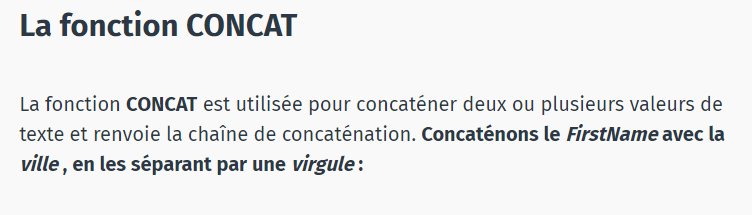 La fonction CONCAT
La fonction CONCAT est utilisée pour concaténer deux ou plusieurs valeurs de
texte et renvoie la chaîne de concaténation. Concaténons le FirstName avec la
ville , en les séparant par une virgule :